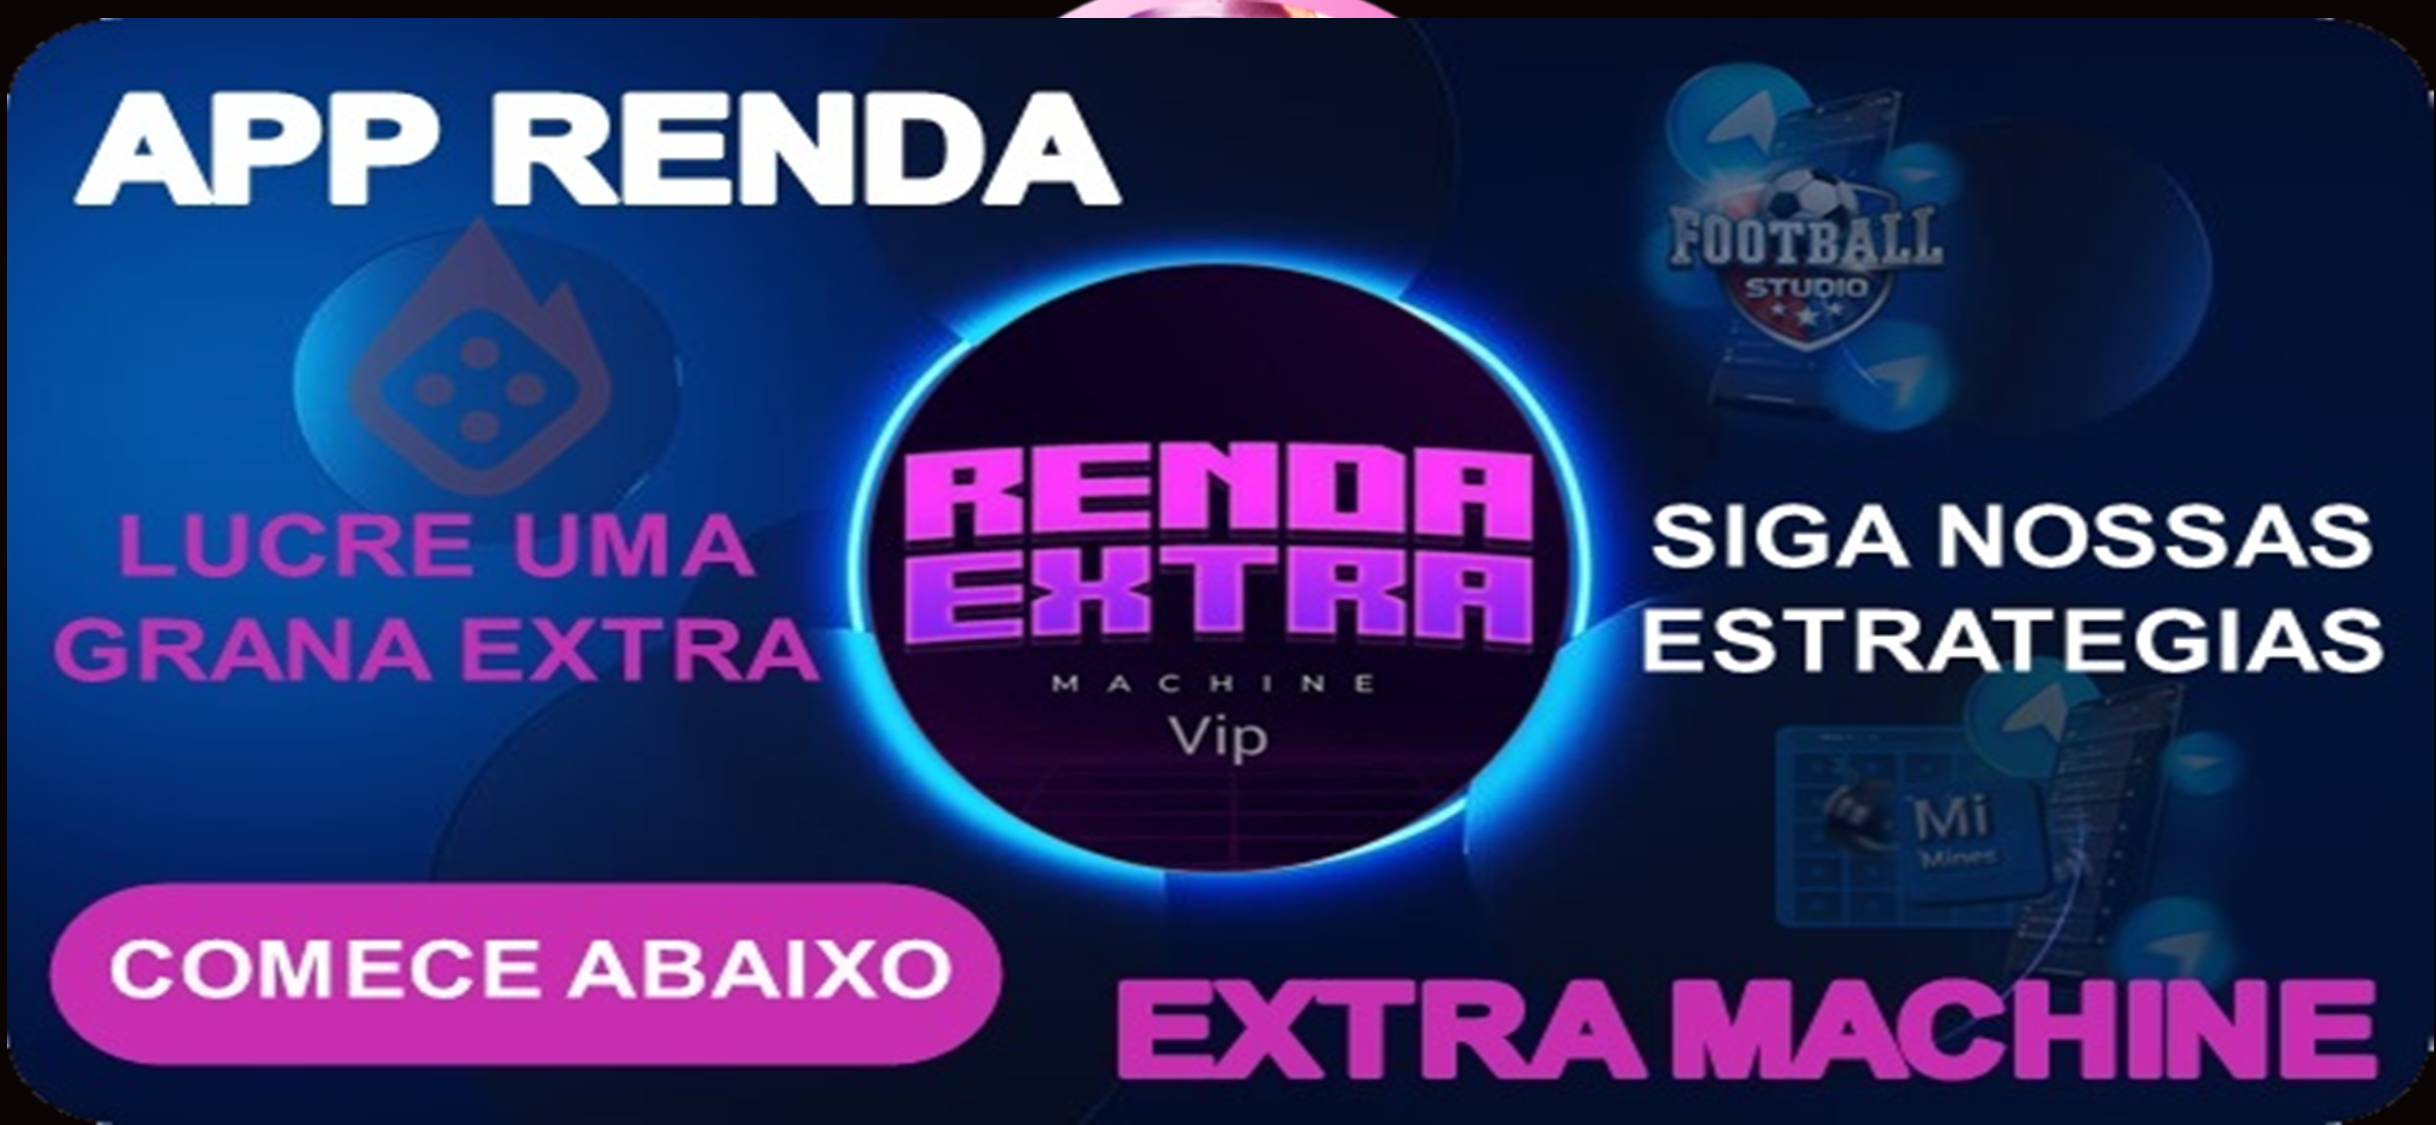 APP RENDA
FOOTBALL
STUDIO
LUCRE UMA
GRANA EXTRA
RENDA
EXTRA
MACHINE
Vip
SIGA NOSSAS
ESTRATEGIAS
Mi
Mines
COMECE ABAIXO
EXTRA MACHINE